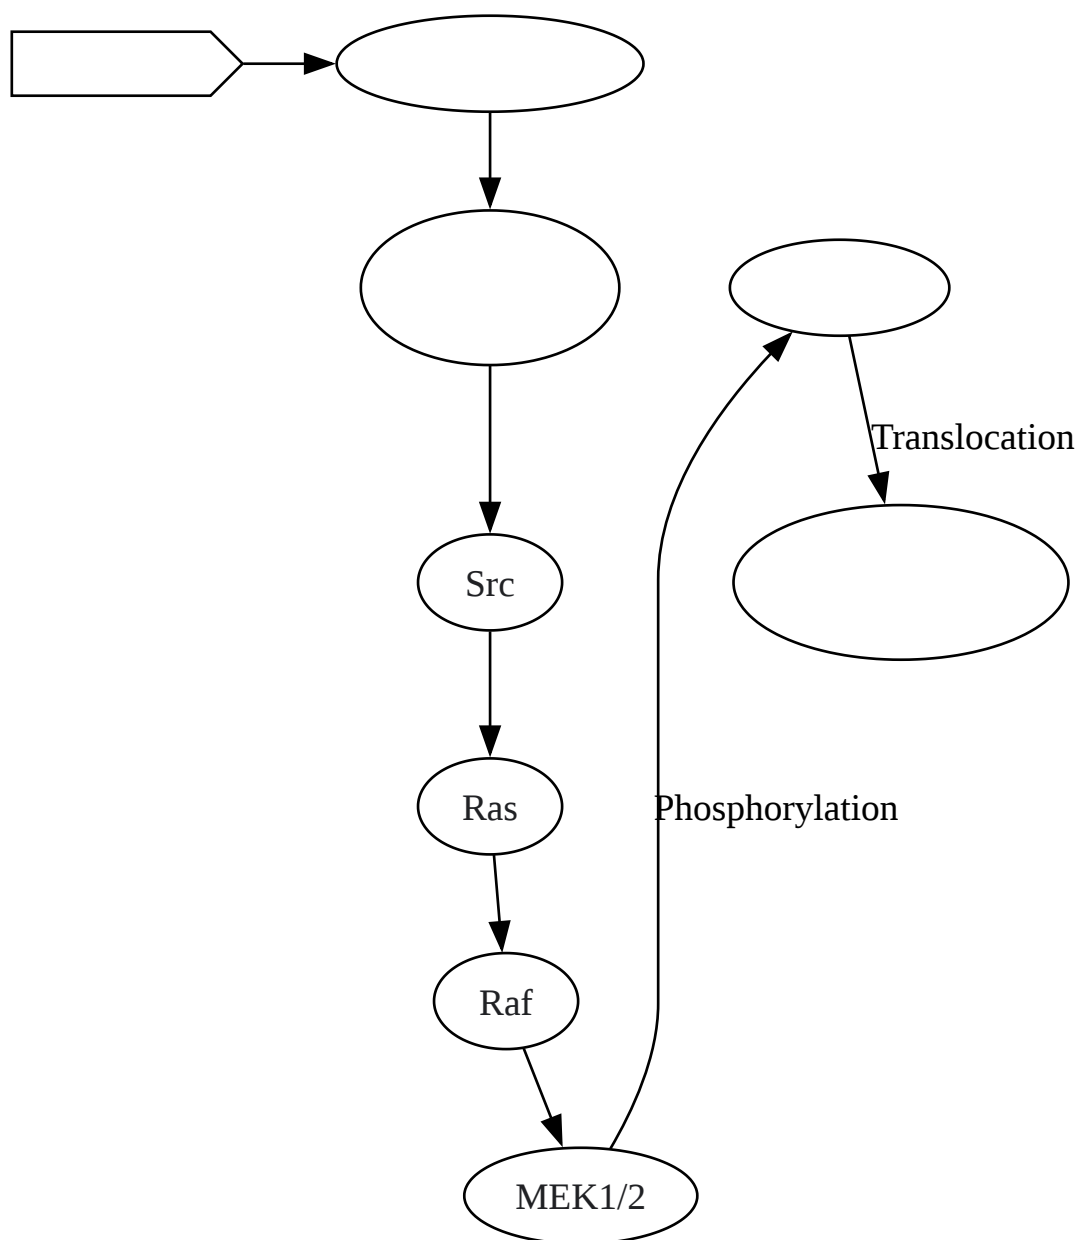 Translocation
Src
Ras
Phosphorylation
Raf
MEK1/2